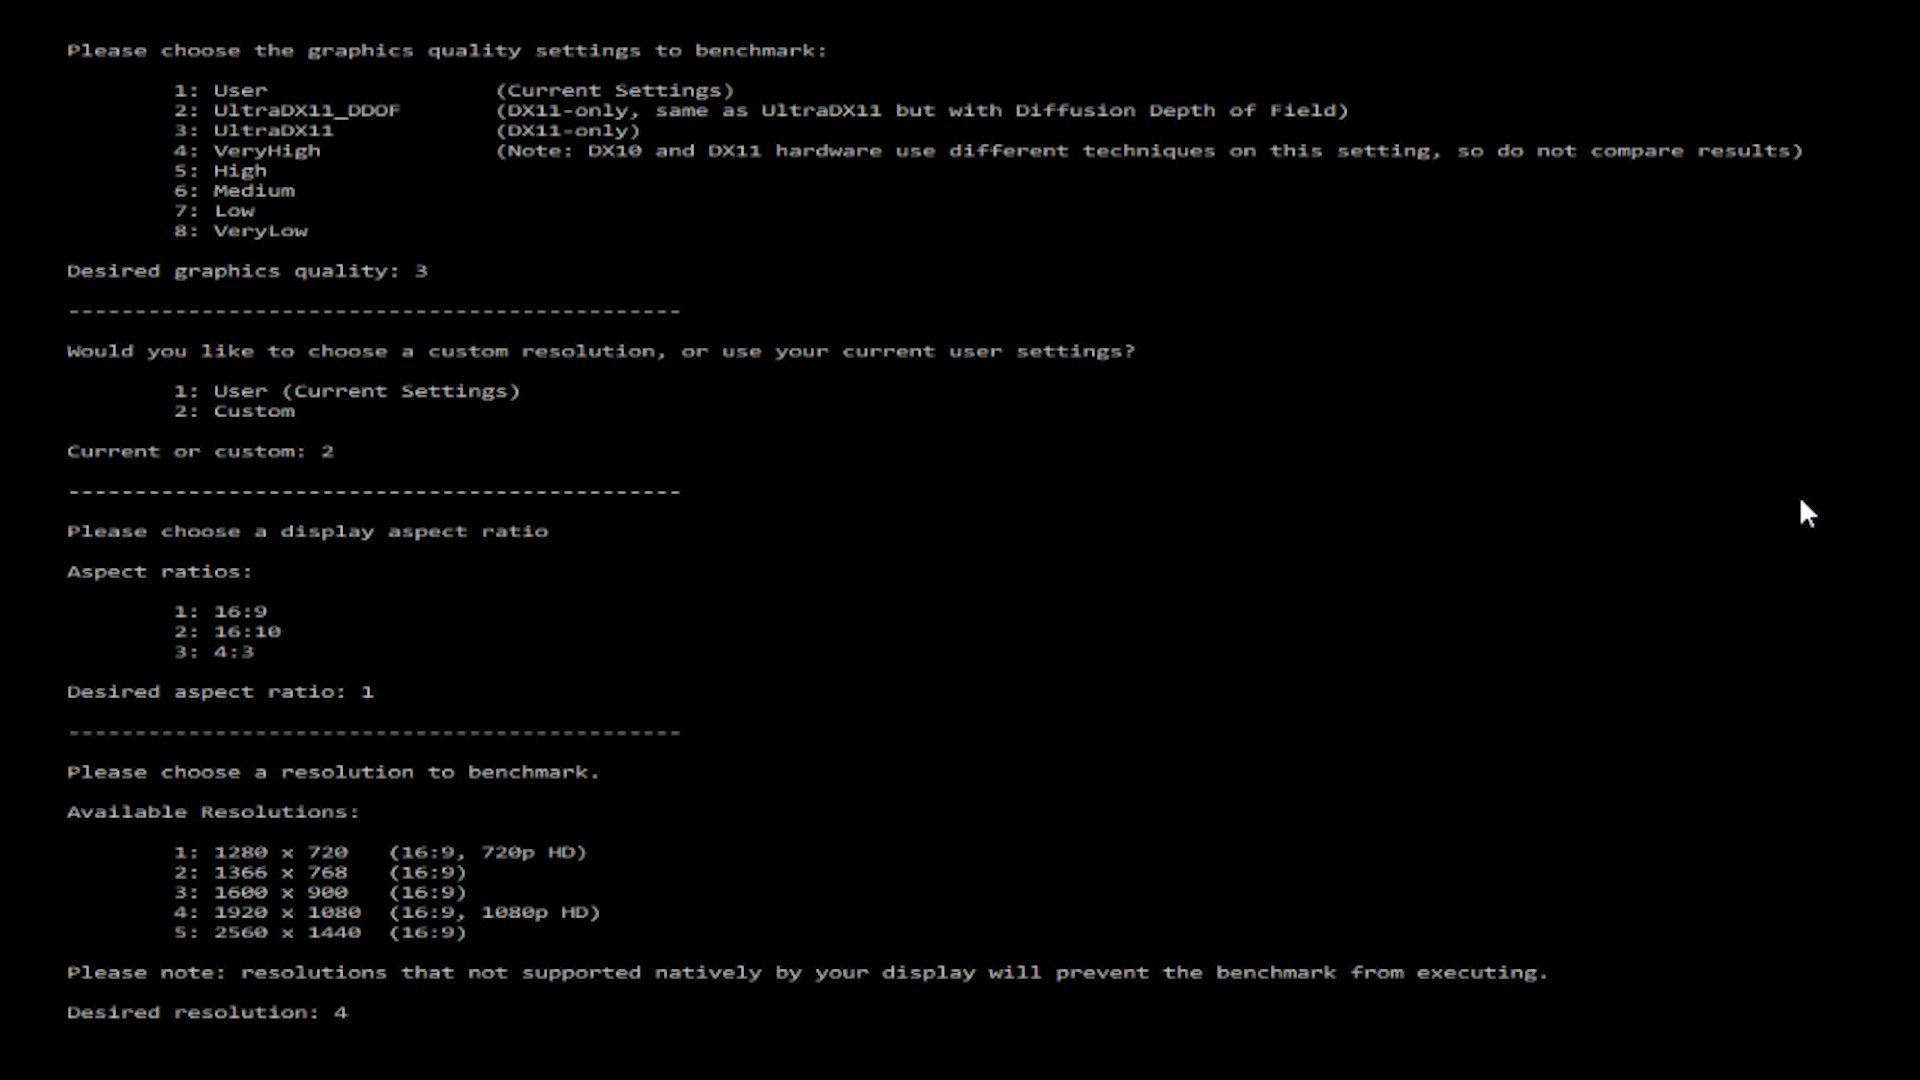 Please choose the graphics quality settings to benchmark:
1: User (Current Settings)
2: UltraDX11_DDOF (DX11-only, same as UltraDX11 but with Diffusion Depth of Field)
3: UltraDX11 (DX11-only)
4: VeryHigh (Note: DX10 and DX11 hardware use different techniques on this setting, so do not compare results)
5: High
6: Medium
7: Low
8: VeryLow
Desired graphics quality: 3
----------------------------------------------
Would you like to choose a custom resolution, or use your current user settings?
1: User (Current Settings)
2: Custom
Current or custom: 2
----------------------------------------------
Please choose a display aspect ratio
Aspect ratios:
1: 16:9
2: 16:10
3: 4:3
Desired aspect ratio: 1
----------------------------------------------
Please choose a resolution to benchmark.
Available Resolutions:
1: 1280 x 720 (16:9, 720p HD)
2: 1366 x 768 (16:9)
3: 1600 x 900 (16:9)
4: 1920 x 1080 (16:9, 1080p HD)
5: 2560 x 1440 (16:9)
Please note: resolutions that not supported natively by your display will prevent the benchmark from executing.
Desired resolution: 4